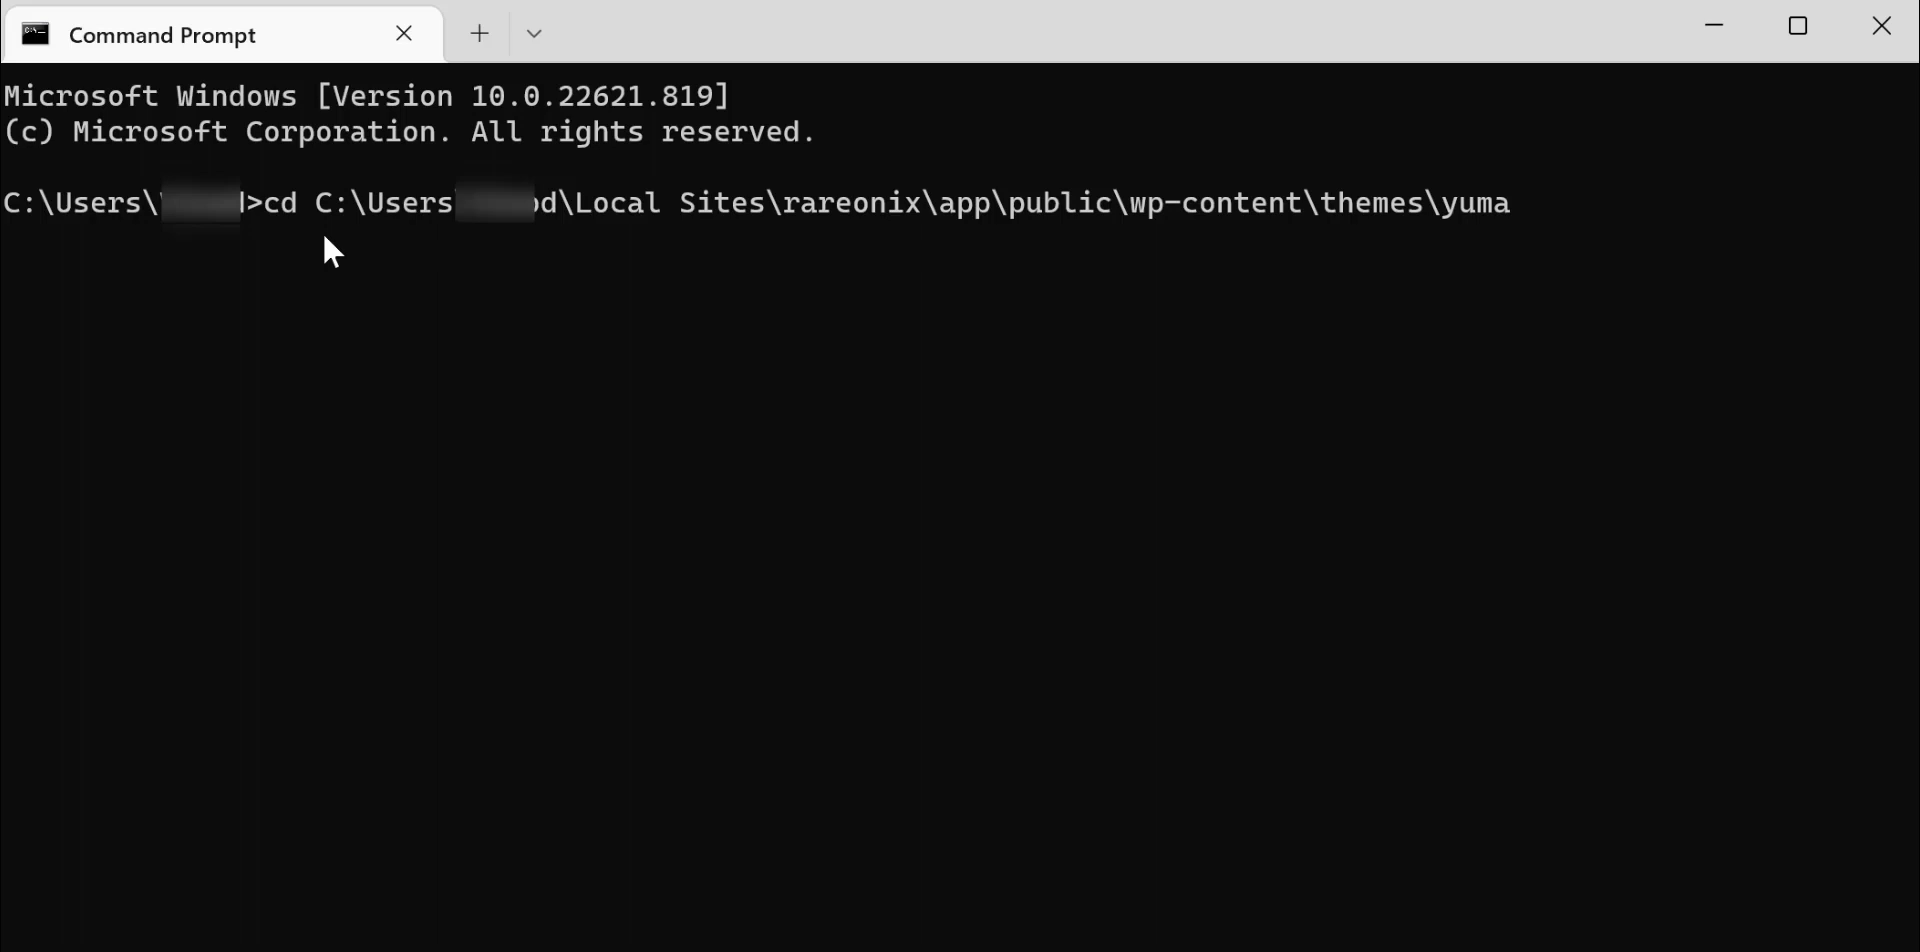 Command Prompt
Microsoft Windows [Version 10.0.22621.819]
(c) Microsoft Corporation. All rights reserved.
C:\Users\ >cd C:\Users \Local Sites\rareonix\app\public\wp-content\themes\yuma